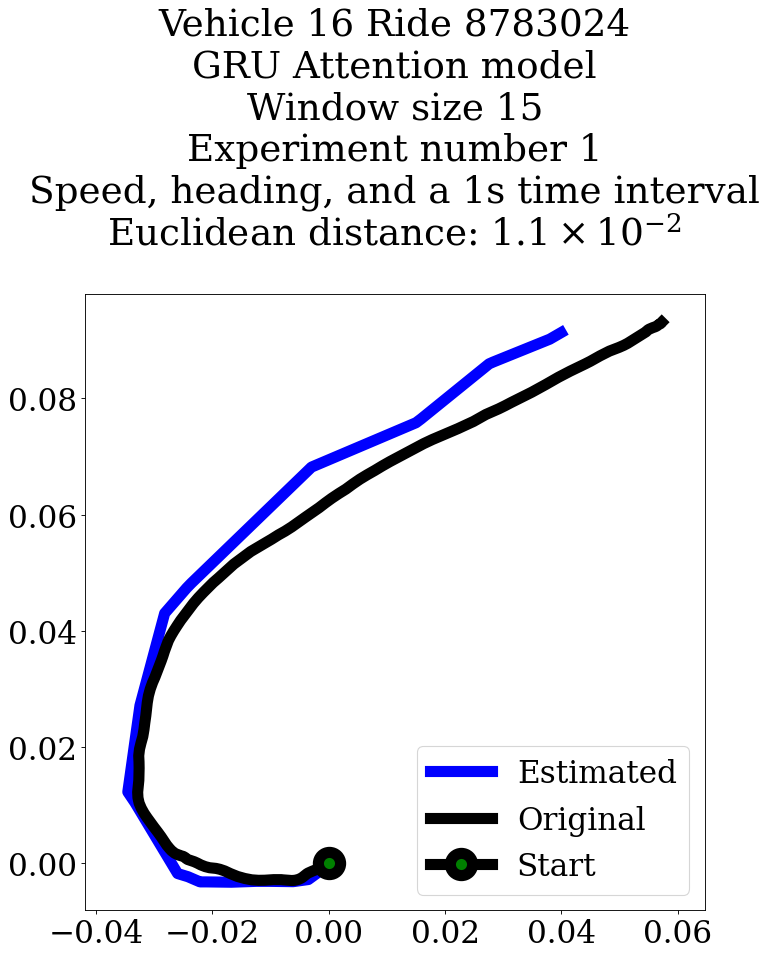 Vehicle 16 Ride 8783024
GRU Attention model
Window size 15
Experiment number 1
Speed, heading, and a 1s time interval
Euclidean distance: 1.1 × 10⁻²
0.08
0.06
0.04
0.02
0.00
Estimated
Original
Start
−0.04 −0.02 0.00 0.02 0.04 0.06